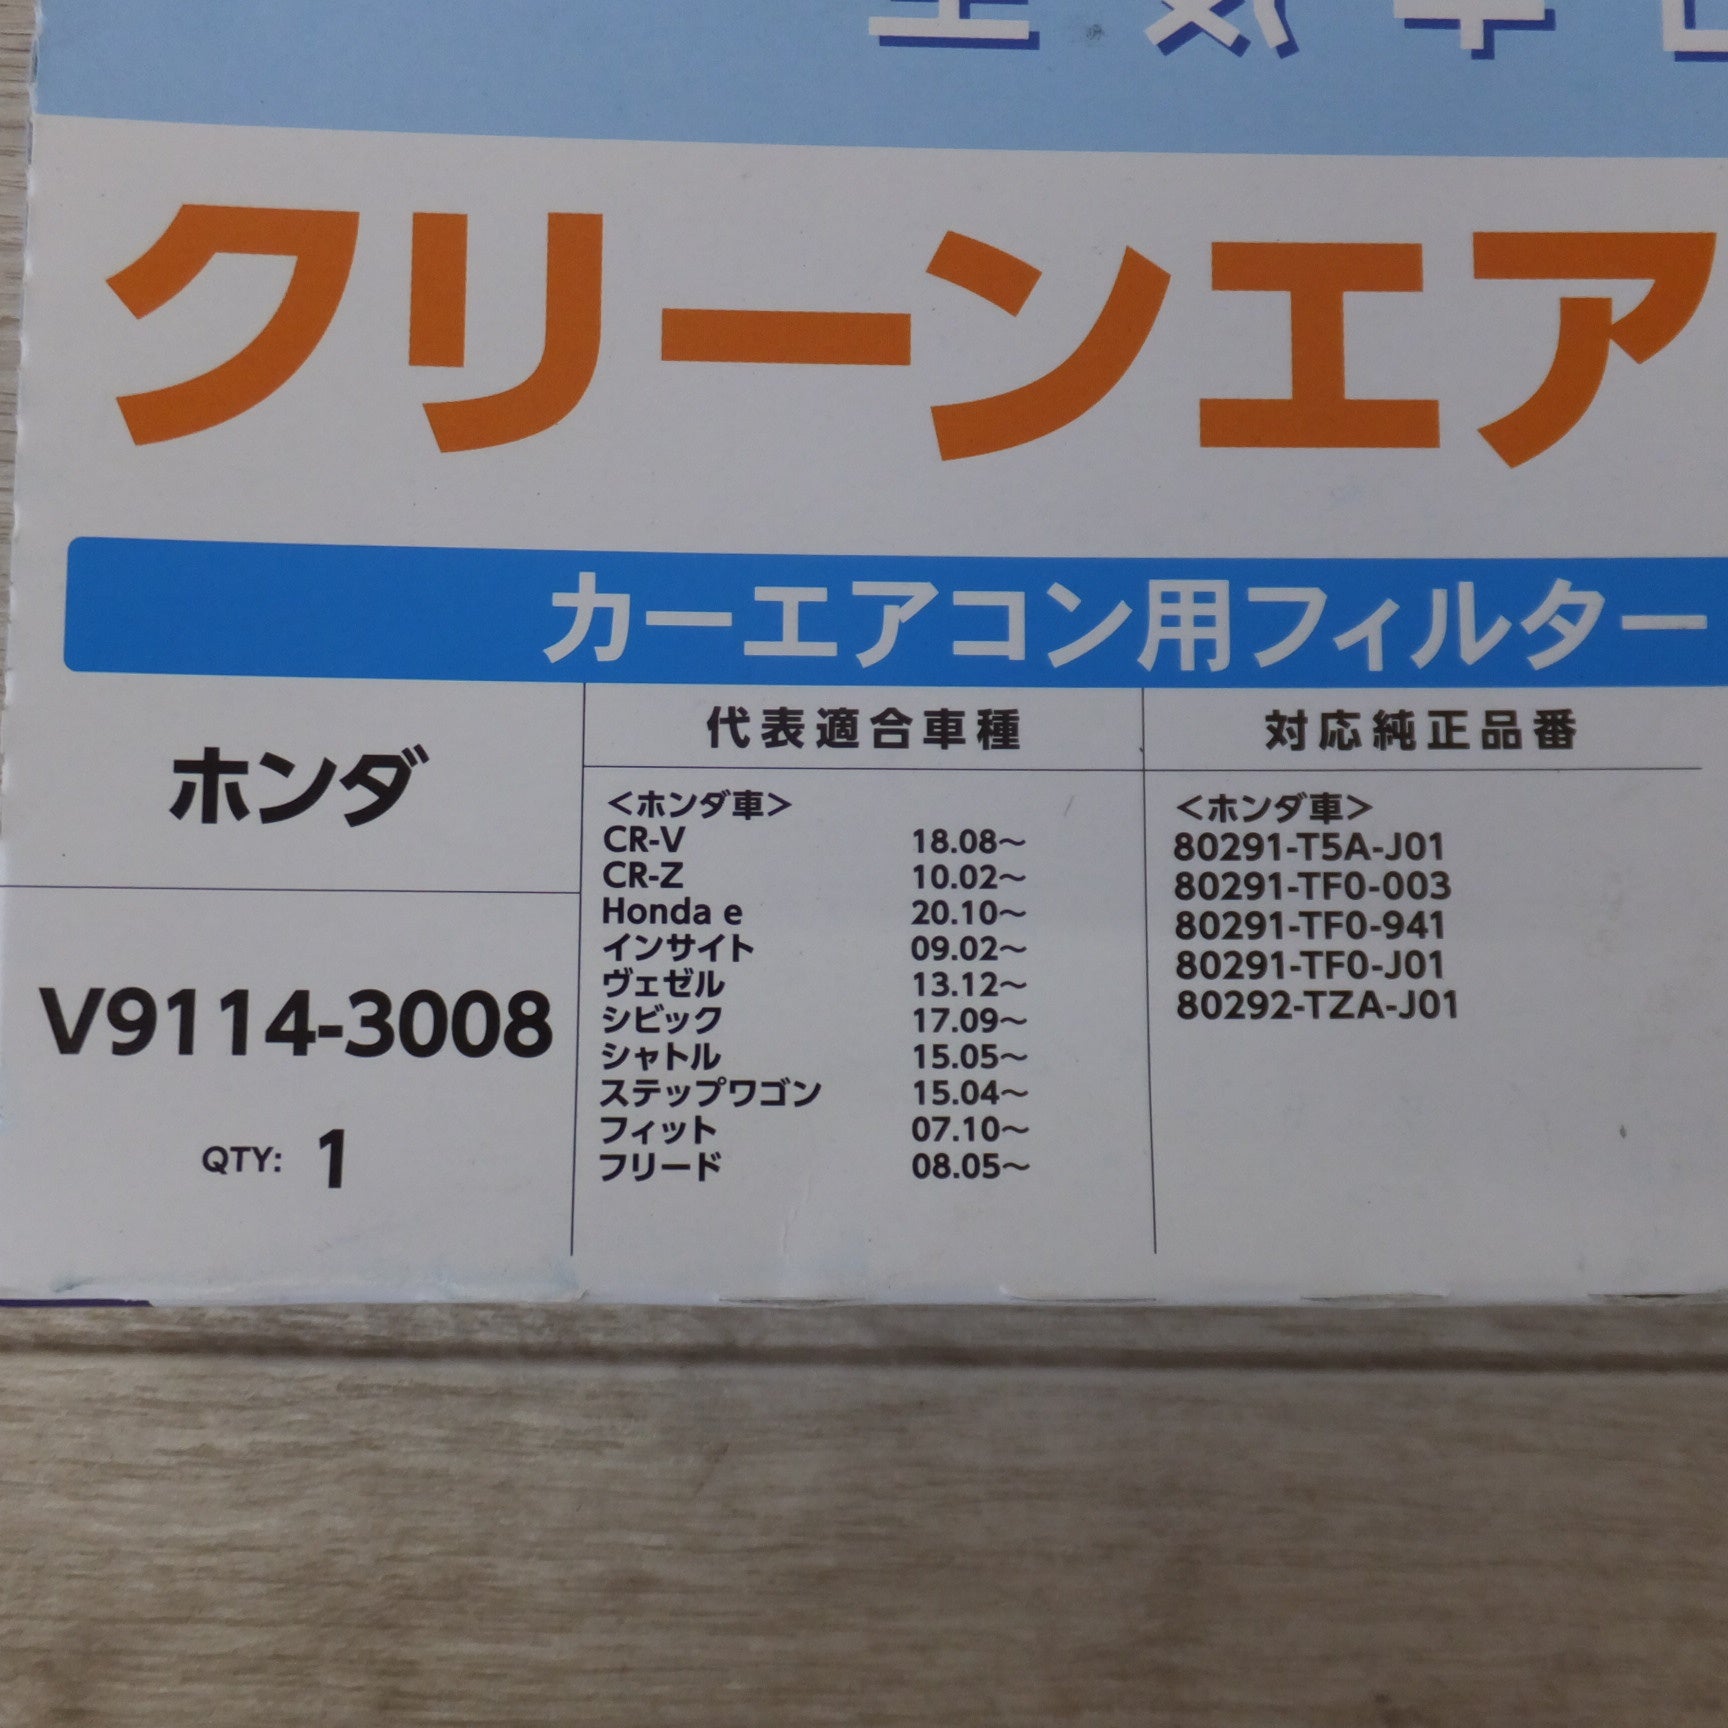 クリーンエア
カーエアコン用フィルター
ホンダ
V9114-3008
QTY: 1
代表適合車種
<ホンダ車>
CR-V 18.08～
CR-Z 10.02～
Honda e 20.10～
インサイト 09.02～
ヴェゼル 13.12～
シビック 17.09～
シャトル 15.05～
ステップワゴン 15.04～
フィット 07.10～
フリード 08.05～
対応純正品番
<ホンダ車>
80291-T5A-J01
80291-TF0-003
80291-TF0-941
80291-TF0-J01
80292-TZA-J01